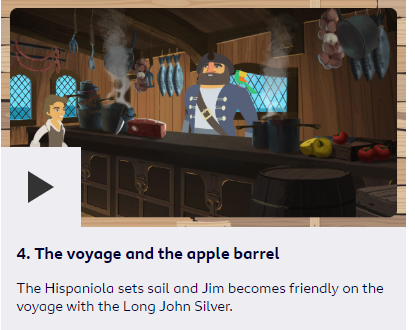 4. The voyage and the apple barrel
The Hispaniola sets sail and Jim becomes friendly on the
voyage with the Long John Silver.